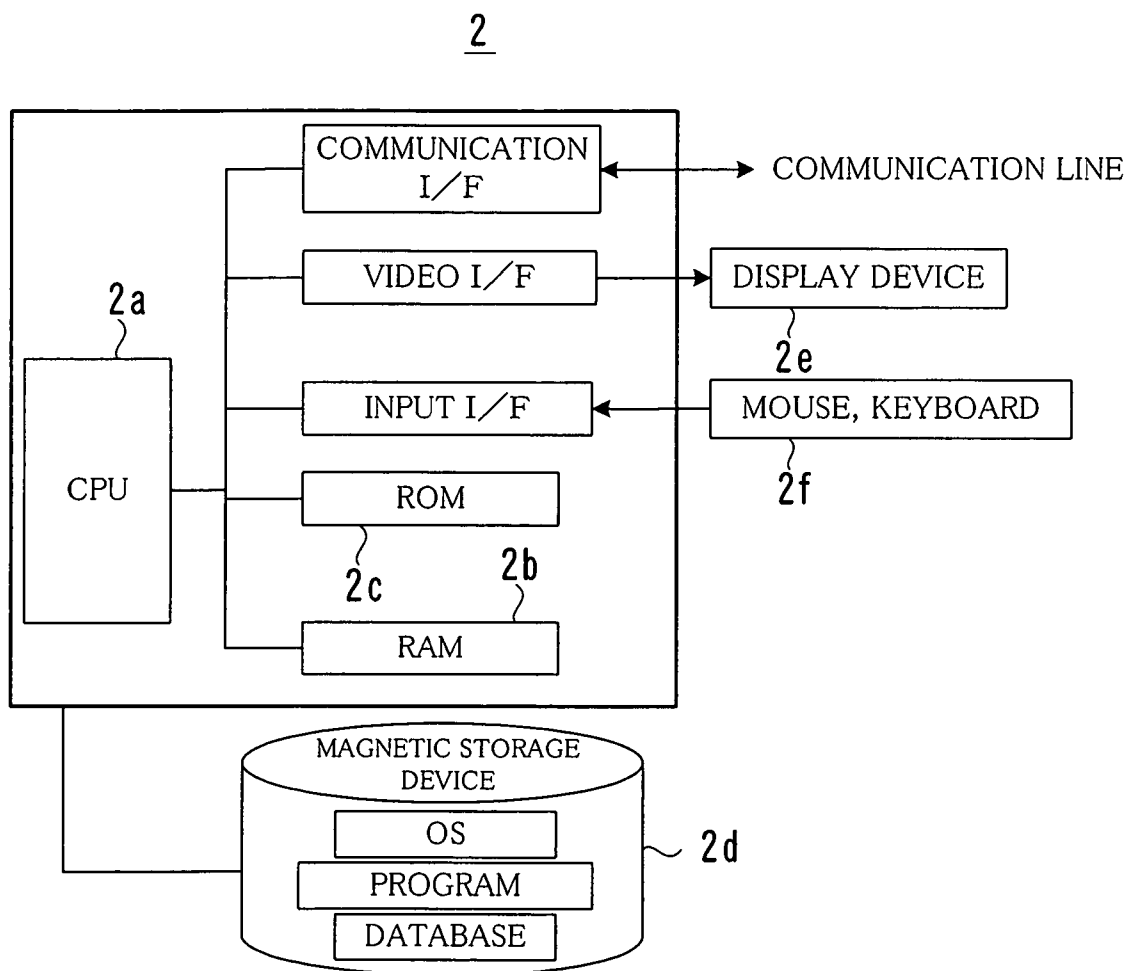 2
COMMUNICATION
I/F
COMMUNICATION LINE
VIDEO I/F
DISPLAY DEVICE
2a
2e
INPUT I/F
MOUSE, KEYBOARD
CPU
ROM
2f
2c
2b
RAM
MAGNETIC STORAGE
DEVICE
OS
2d
PROGRAM
DATABASE